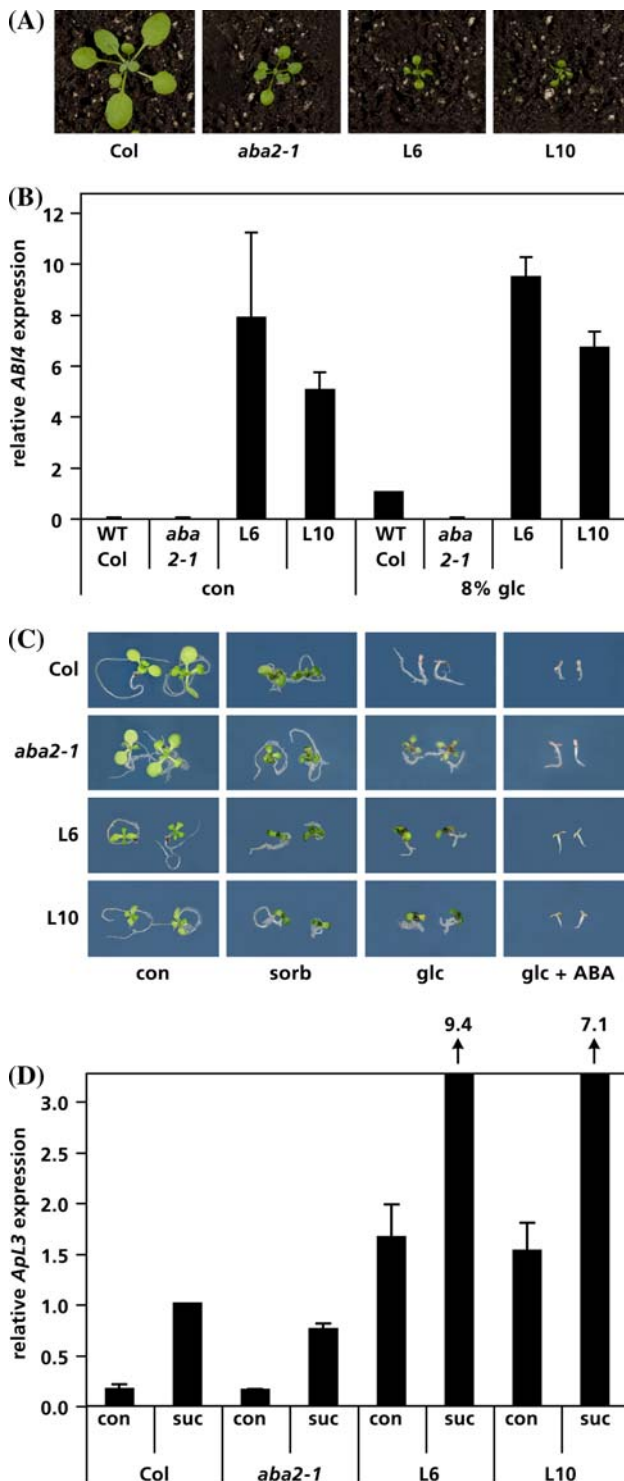 (A)
Col aba2-1 L6 L10
(B)
relative ABI4 expression
12
10
8
6
4
2
0
WT Col aba 2-1 L6 L10 WT Col aba 2-1 L6 L10
con 8% glc
(C)
Col
aba2-1
L6
L10
con sorb glc glc + ABA
(D)
9.4 7.1
relative ApL3 expression
3.0
2.5
2.0
1.5
1.0
0.5
0.0
con suc con suc con suc con suc
Col aba2-1 L6 L10